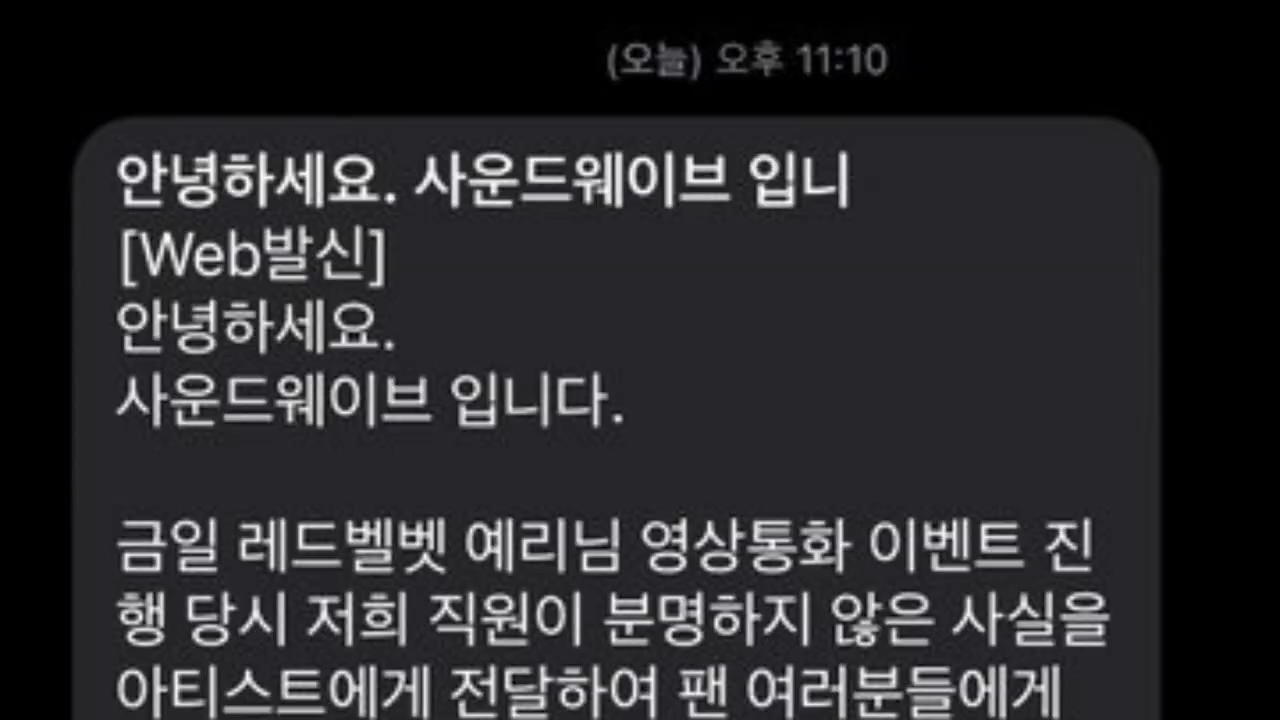 (오늘) 오후 11:10
안녕하세요. 사운드웨이브 입니
[Web발신]
안녕하세요.
사운드웨이브 입니다.
금일 레드벨벳 예리님 영상통화 이벤트 진
행 당시 저희 직원이 분명하지 않은 사실을
아티스트에게 전달하여 팬 여러분들에게